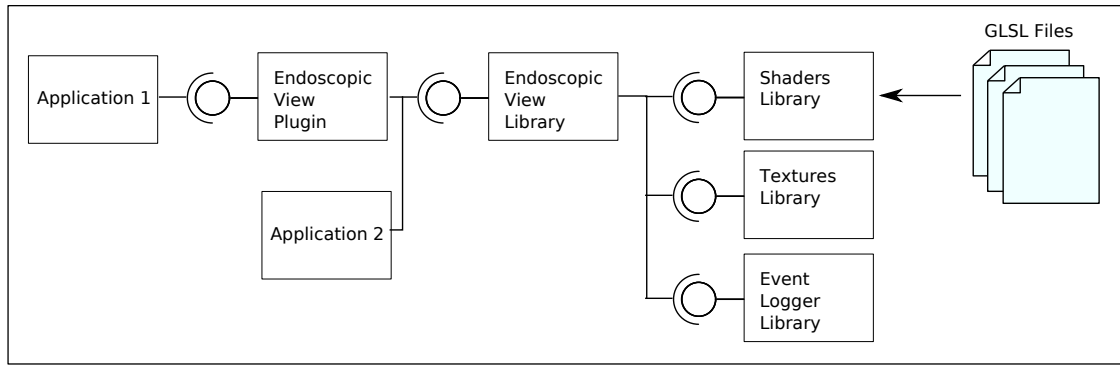 GLSL Files
Application 1
Endoscopic
View
Plugin
Endoscopic
View
Library
Shaders
Library
Textures
Library
Application 2
Event
Logger
Library